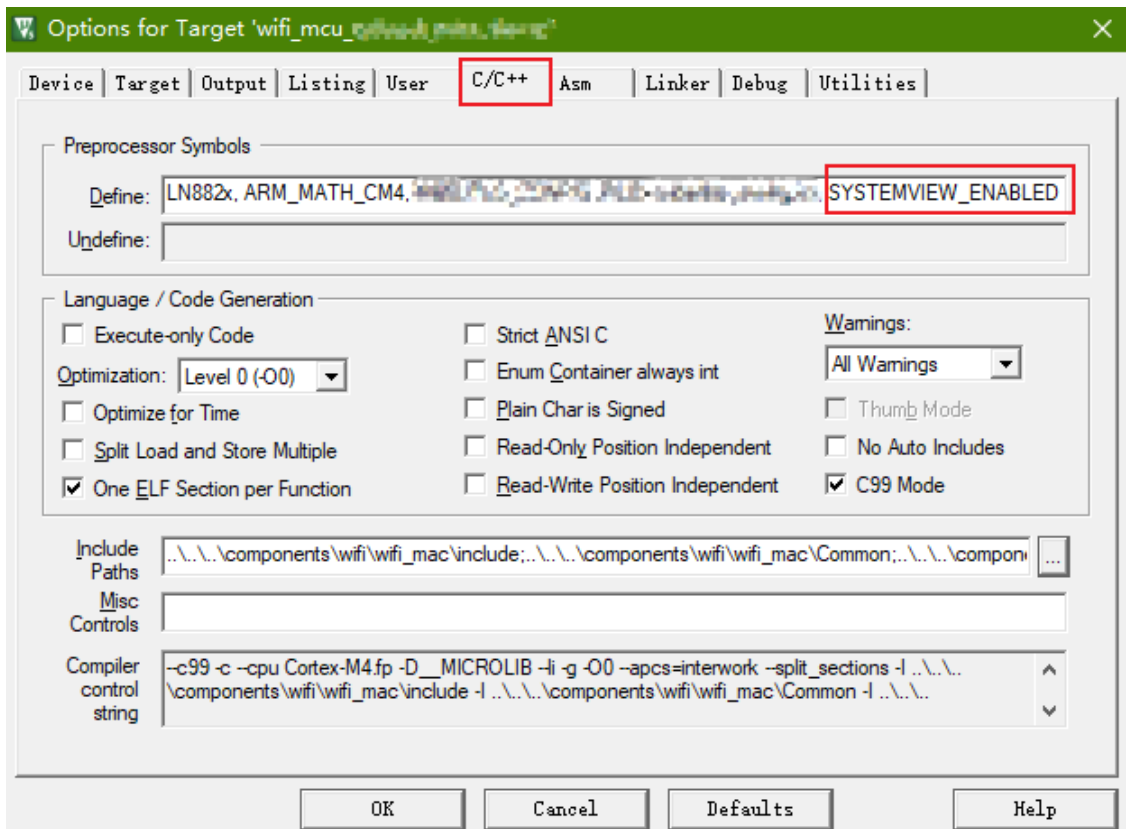 Options for Target 'wifi_mcu_
Device Target Output Listing User C/C++ Asm Linker Debug Utilities
Preprocessor Symbols
Define: LN882x, ARM_MATH_CM4, SYSTEMVIEW_ENABLED
Undefine:
Language / Code Generation
Execute-only Code Strict ANSI C Warnings:
Optimization: Level 0 (-O0) Enum Container always int All Warnings
Optimize for Time Plain Char is Signed Thumb Mode
Split Load and Store Multiple Read-Only Position Independent No Auto Includes
One ELF Section per Function Read-Write Position Independent C99 Mode
Include Paths ..\..\..\components\wifi\wifi_mac\include;..\..\..\components\wifi\wifi_mac\Common;..\..\..\compone ...
Misc Controls
Compiler control string --c99 -c --cpu Cortex-M4.fp -D__MICROLIB --li -g -O0 --apcs=interwork --split_sections -I ..\..\..
\components\wifi\wifi_mac\include -I ..\..\..\components\wifi\wifi_mac\Common -I ..\..\..
OK Cancel Defaults Help